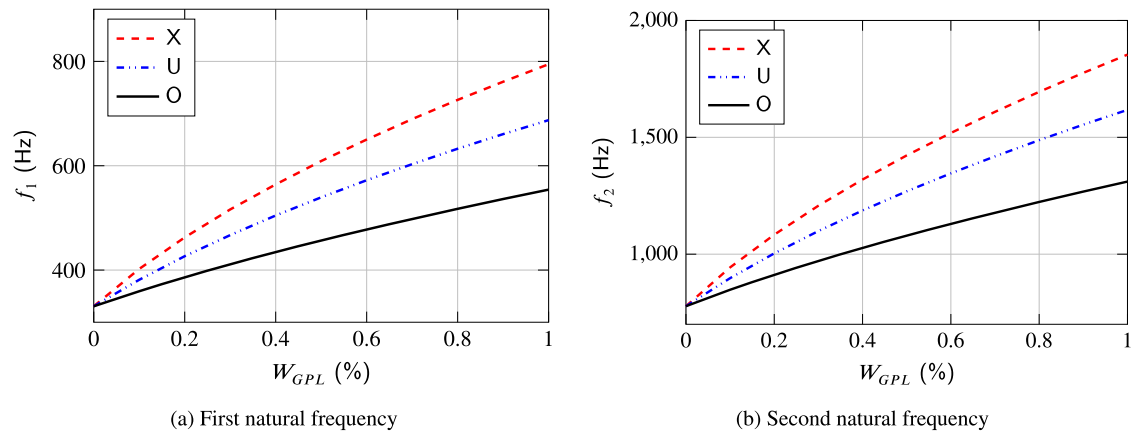 800
600
400
f1 (Hz)
X
U
O
0
0.2
0.4
0.6
0.8
1
WGPL (%)
(a) First natural frequency
2,000
1,500
1,000
f2 (Hz)
X
U
O
0
0.2
0.4
0.6
0.8
1
WGPL (%)
(b) Second natural frequency